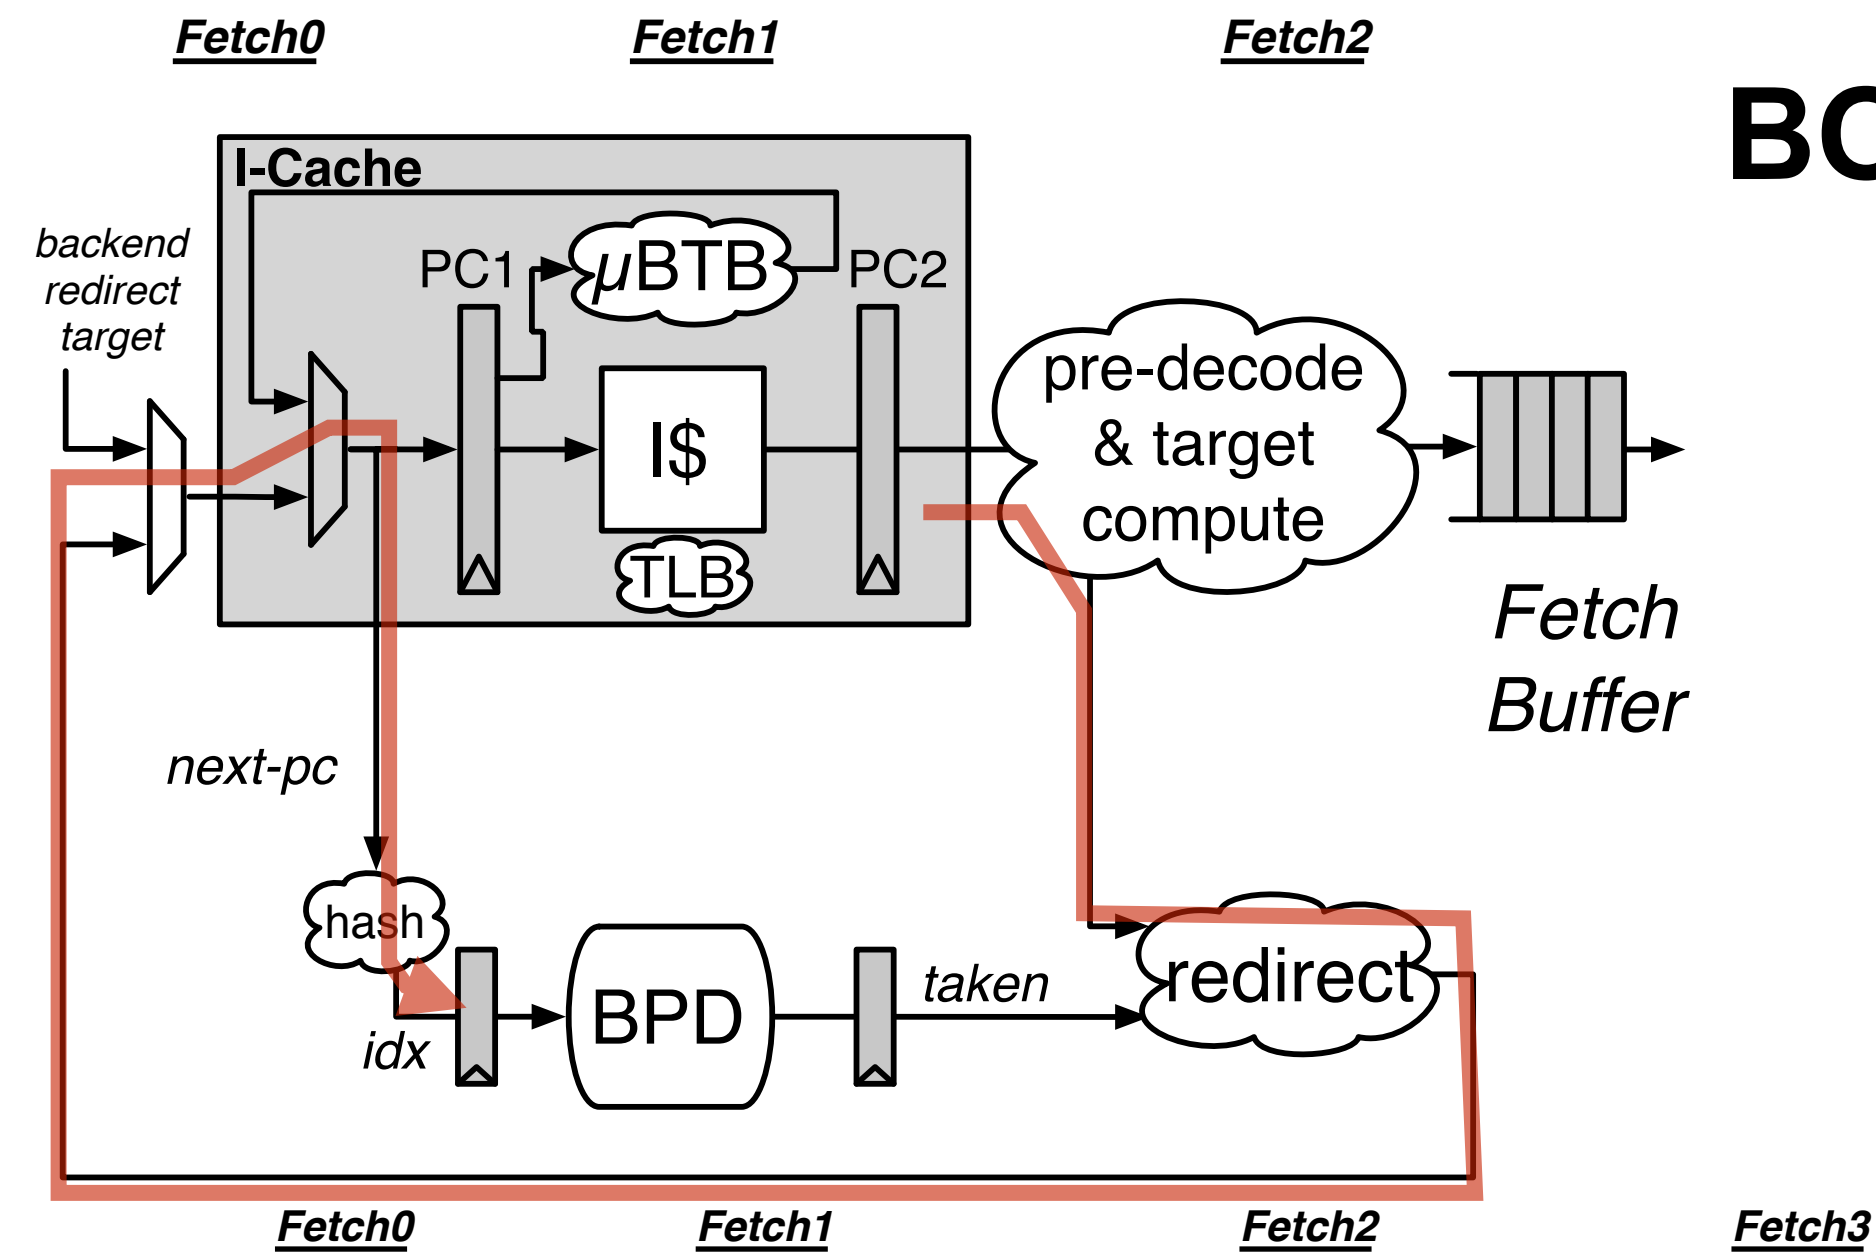 Fetch0 Fetch1 Fetch2
BO
I-Cache
backend
redirect
target
PC1
µBTB
PC2
I$
TLB
pre-decode
& target
compute
Fetch
Buffer
next-pc
hash
idx
BPD
taken
redirect
Fetch0 Fetch1 Fetch2 Fetch3